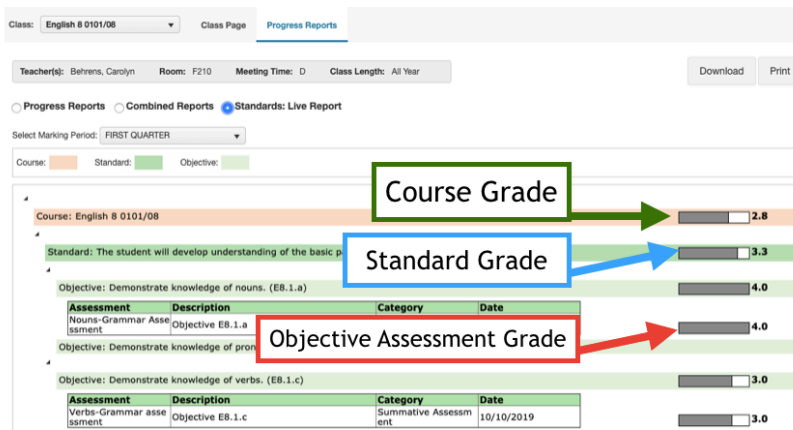 Class: English 8 0101/08 Class Page Progress Reports
Teacher(s): Behrens, Carolyn Room: F210 Meeting Time: D Class Length: All Year Download Print
Progress Reports Combined Reports Standards: Live Report
Select Marking Period: FIRST QUARTER
Course: Standard: Objective:
Course Grade
Course: English 8 0101/08 2.8
Standard: The student will develop understanding of the basic 3.3
Standard Grade
Objective: Demonstrate knowledge of nouns. (E8.1.a) 4.0
Assessment Description Category Date
Nouns-Grammar Asse Objective E8.1.a 4.0
ssment
Objective Assessment Grade
Objective: Demonstrate knowledge of
Objective: Demonstrate knowledge of verbs. (E8.1.c) 3.0
Assessment Description Category Date
Verbs-Grammar asse Objective E8.1.c Summative Assessm 10/10/2019 3.0
ssment ent